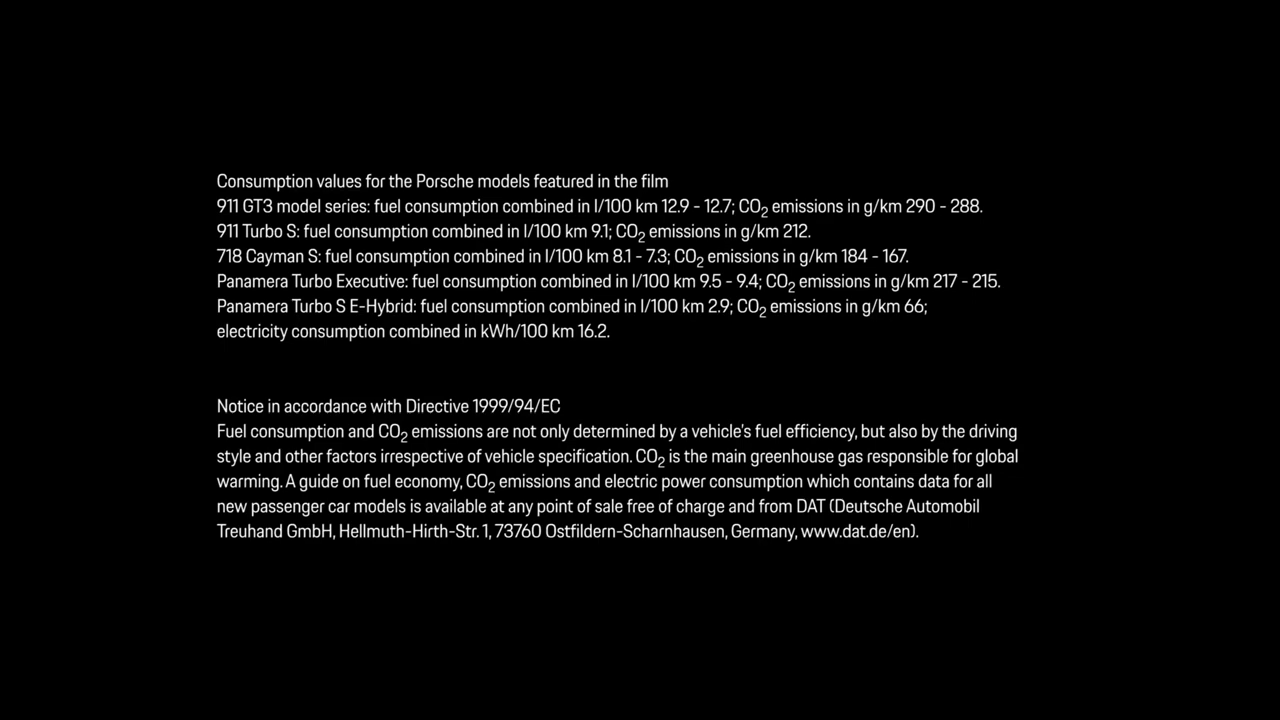 Consumption values for the Porsche models featured in the film
911 GT3 model series: fuel consumption combined in l/100 km 12.9 - 12.7; CO₂ emissions in g/km 290 - 288.
911 Turbo S: fuel consumption combined in l/100 km 9.1; CO₂ emissions in g/km 212.
718 Cayman S: fuel consumption combined in l/100 km 8.1 - 7.3; CO₂ emissions in g/km 184 - 167.
Panamera Turbo Executive: fuel consumption combined in l/100 km 9.5 - 9.4; CO₂ emissions in g/km 217 - 215.
Panamera Turbo S E-Hybrid: fuel consumption combined in l/100 km 2.9; CO₂ emissions in g/km 66;
electricity consumption combined in kWh/100 km 16.2.
Notice in accordance with Directive 1999/94/EC
Fuel consumption and CO₂ emissions are not only determined by a vehicle's fuel efficiency, but also by the driving
style and other factors irrespective of vehicle specification. CO₂ is the main greenhouse gas responsible for global
warming. A guide on fuel economy, CO₂ emissions and electric power consumption which contains data for all
new passenger car models is available at any point of sale free of charge and from DAT (Deutsche Automobil
Treuhand GmbH, Hellmuth-Hirth-Str. 1, 73760 Ostfildern-Scharnhausen, Germany, www.dat.de/en).